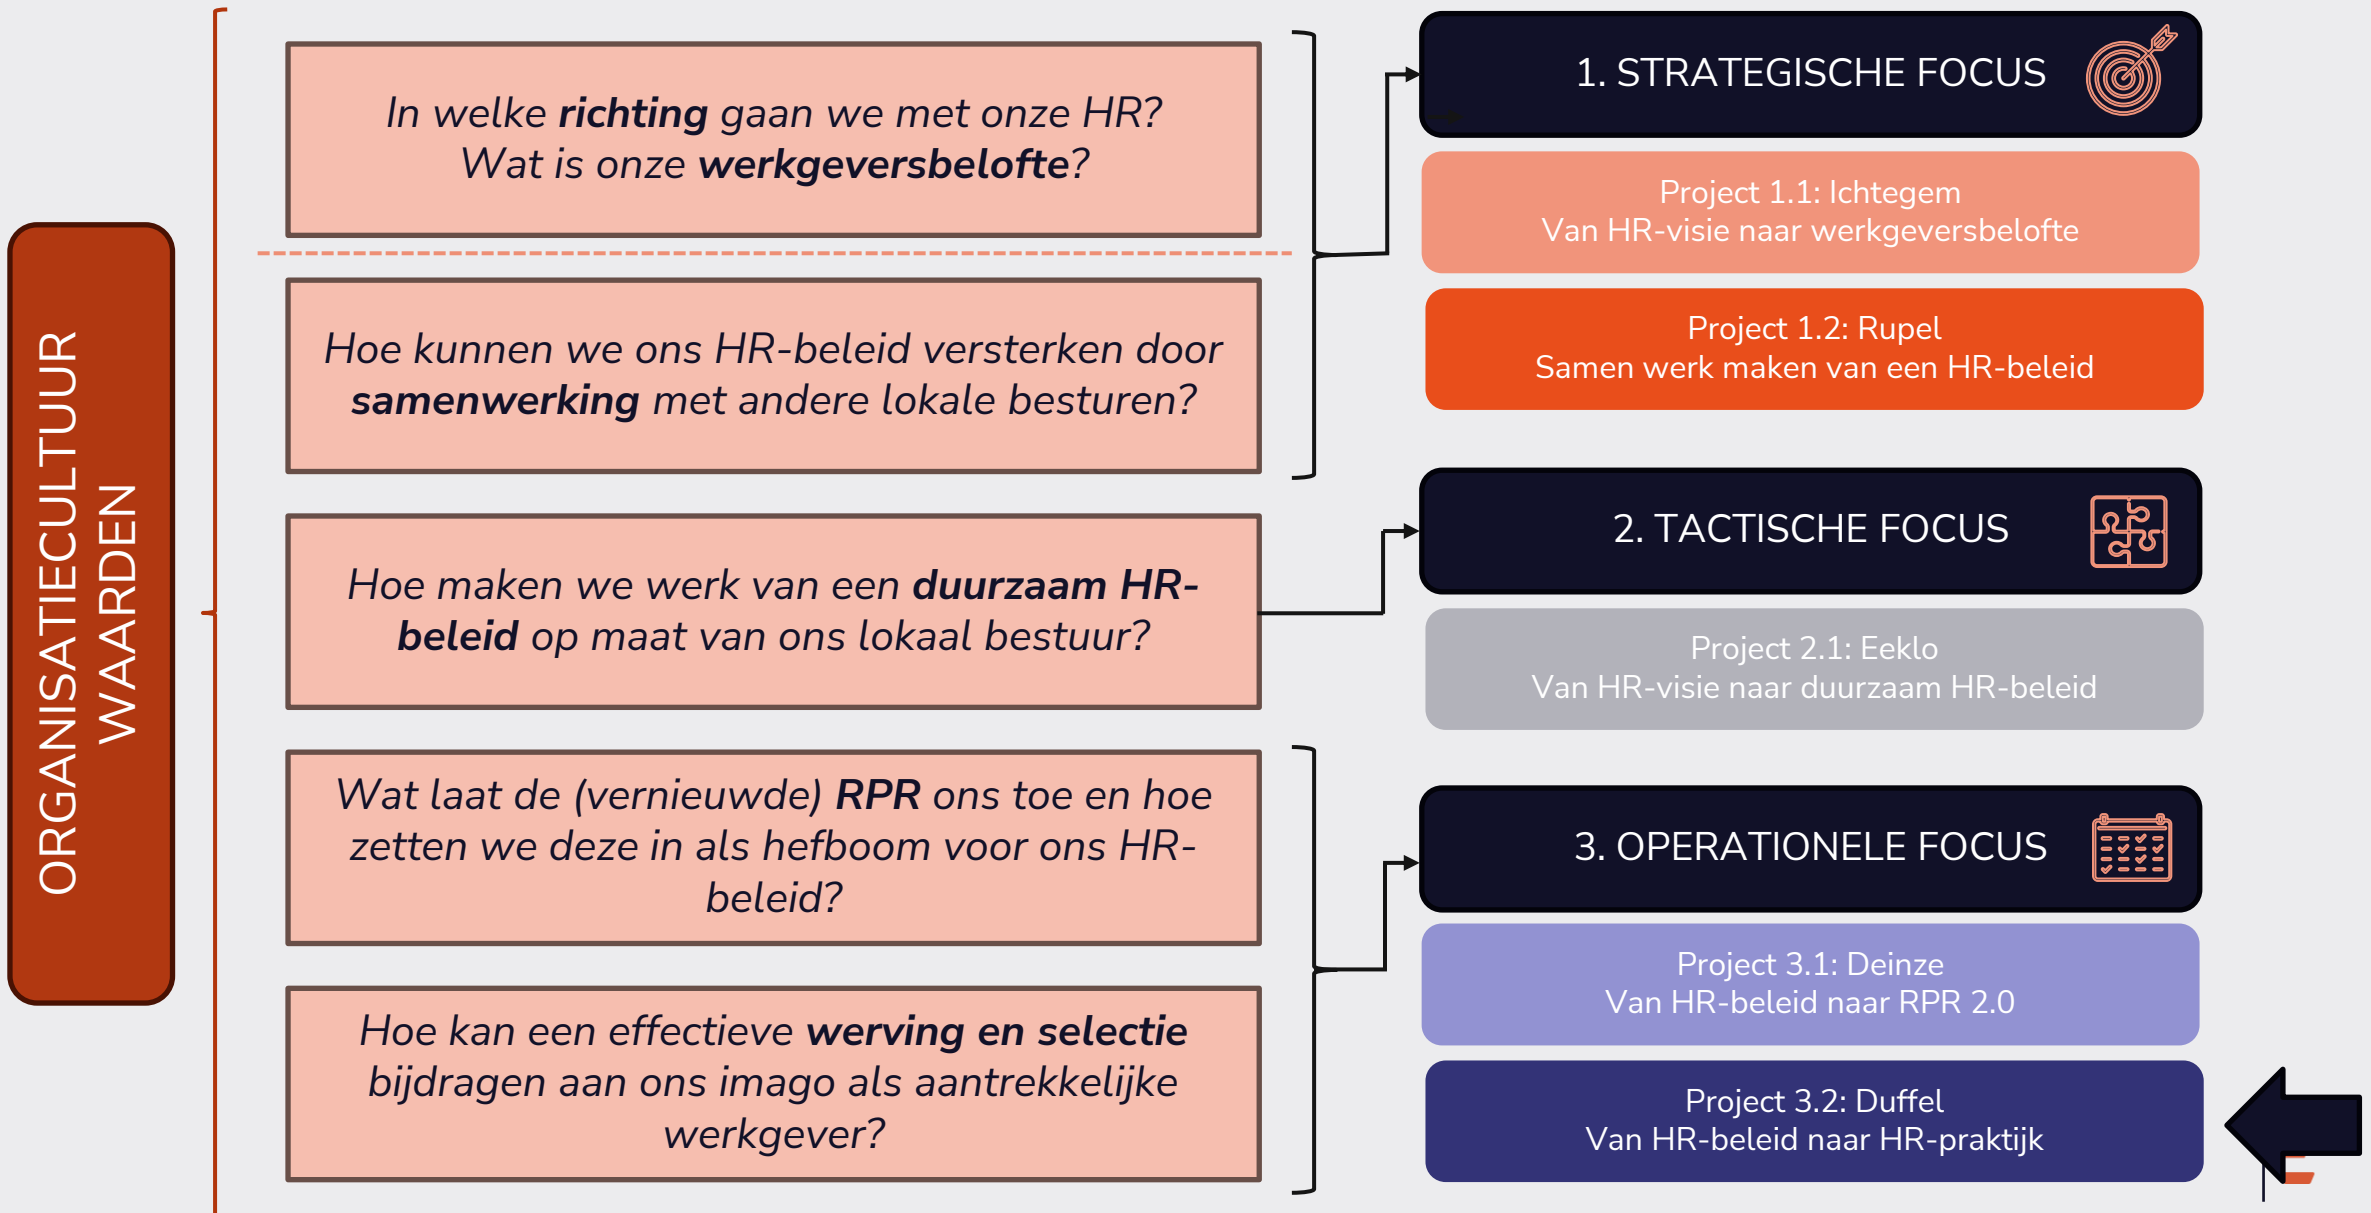 ORGANISATIECULTUUR
WAARDEN
In welke richting gaan we met onze HR?
Wat is onze werkgeversbelofte?
Hoe kunnen we ons HR-beleid versterken door
samenwerking met andere lokale besturen?
Hoe maken we werk van een duurzaam HR-
beleid op maat van ons lokaal bestuur?
Wat laat de (vernieuwde) RPR ons toe en hoe
zetten we deze in als hefboom voor ons HR-
beleid?
Hoe kan een effectieve werving en selectie
bijdragen aan ons imago als aantrekkelijke
werkgever?
1. STRATEGISCHE FOCUS
Project 1.1: Ichtegem
Van HR-visie naar werkgeversbelofte
Project 1.2: Rupel
Samen werk maken van een HR-beleid
2. TACTISCHE FOCUS
Project 2.1: Eeklo
Van HR-visie naar duurzaam HR-beleid
3. OPERATIONELE FOCUS
Project 3.1: Deinze
Van HR-beleid naar RPR 2.0
Project 3.2: Duffel
Van HR-beleid naar HR-praktijk